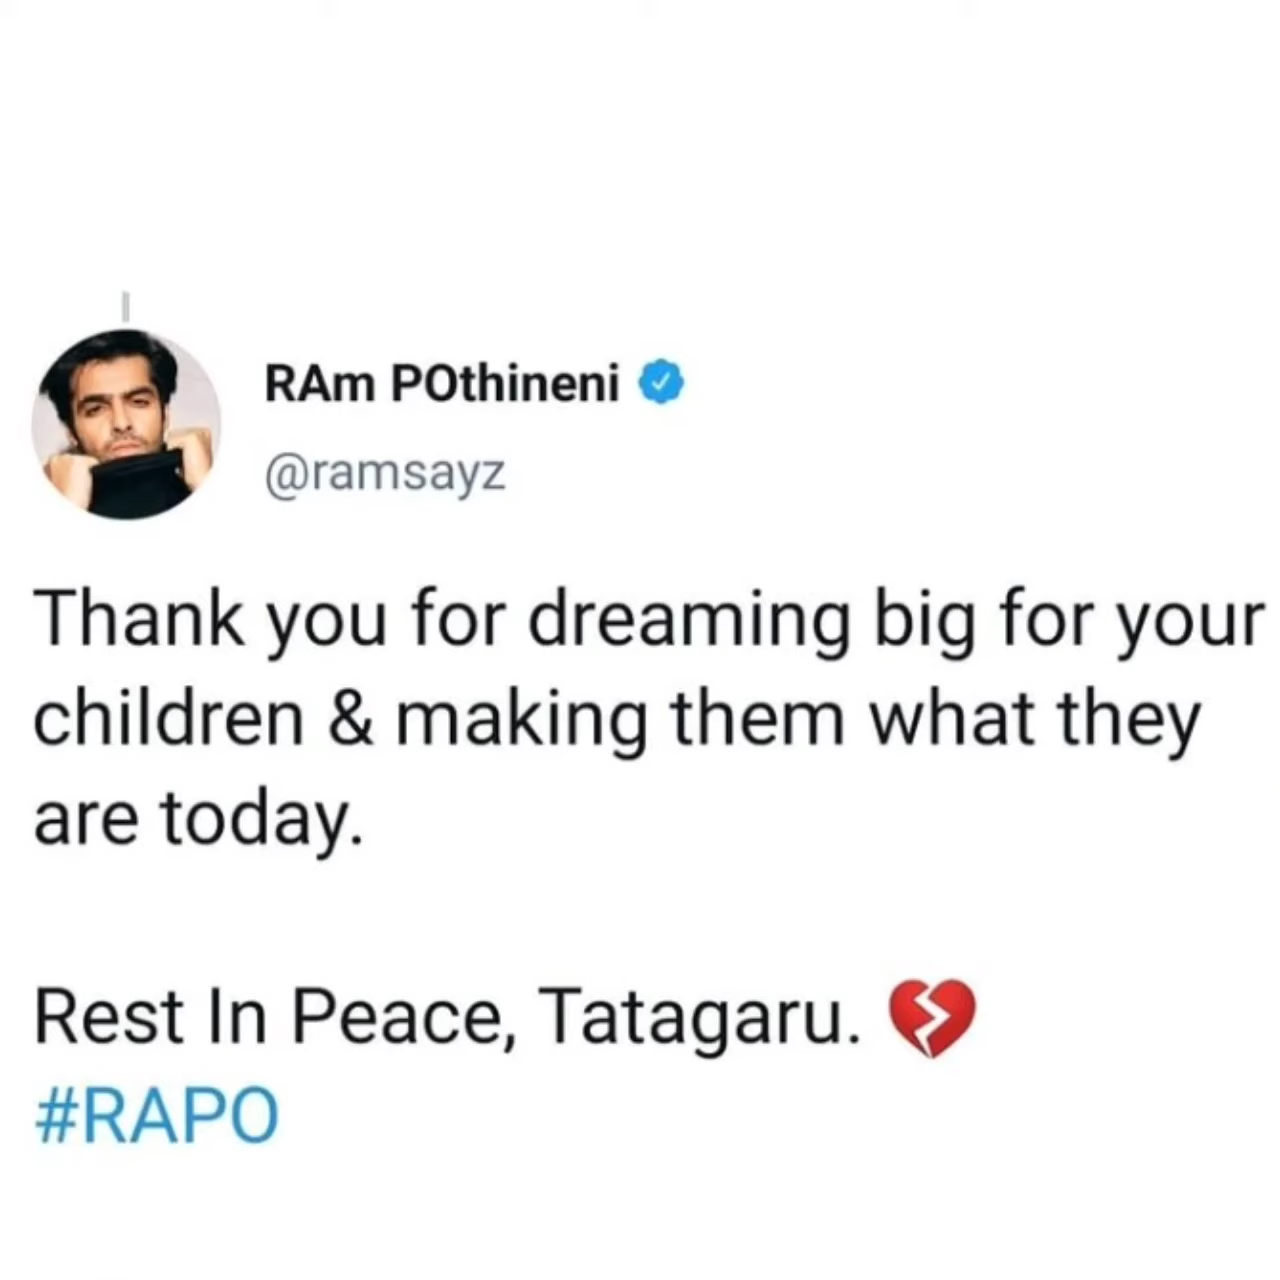 RAm POthineni
@ramsayz
Thank you for dreaming big for your
children & making them what they
are today.
Rest In Peace, Tatagaru. 💔
#RAPO